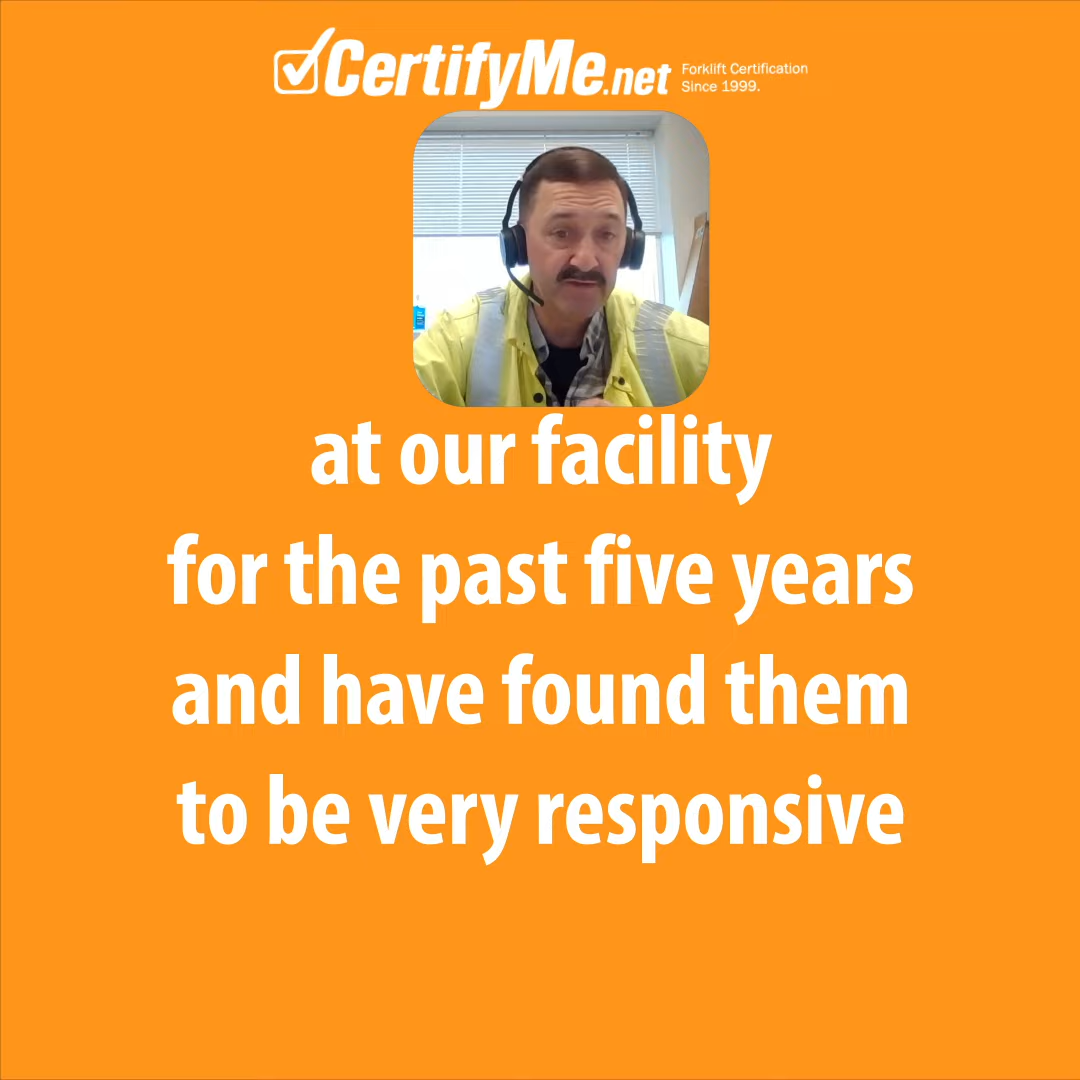 CertifyMe.net
Forklift Certification
Since 1999.
at our facility
for the past five years
and have found them
to be very responsive